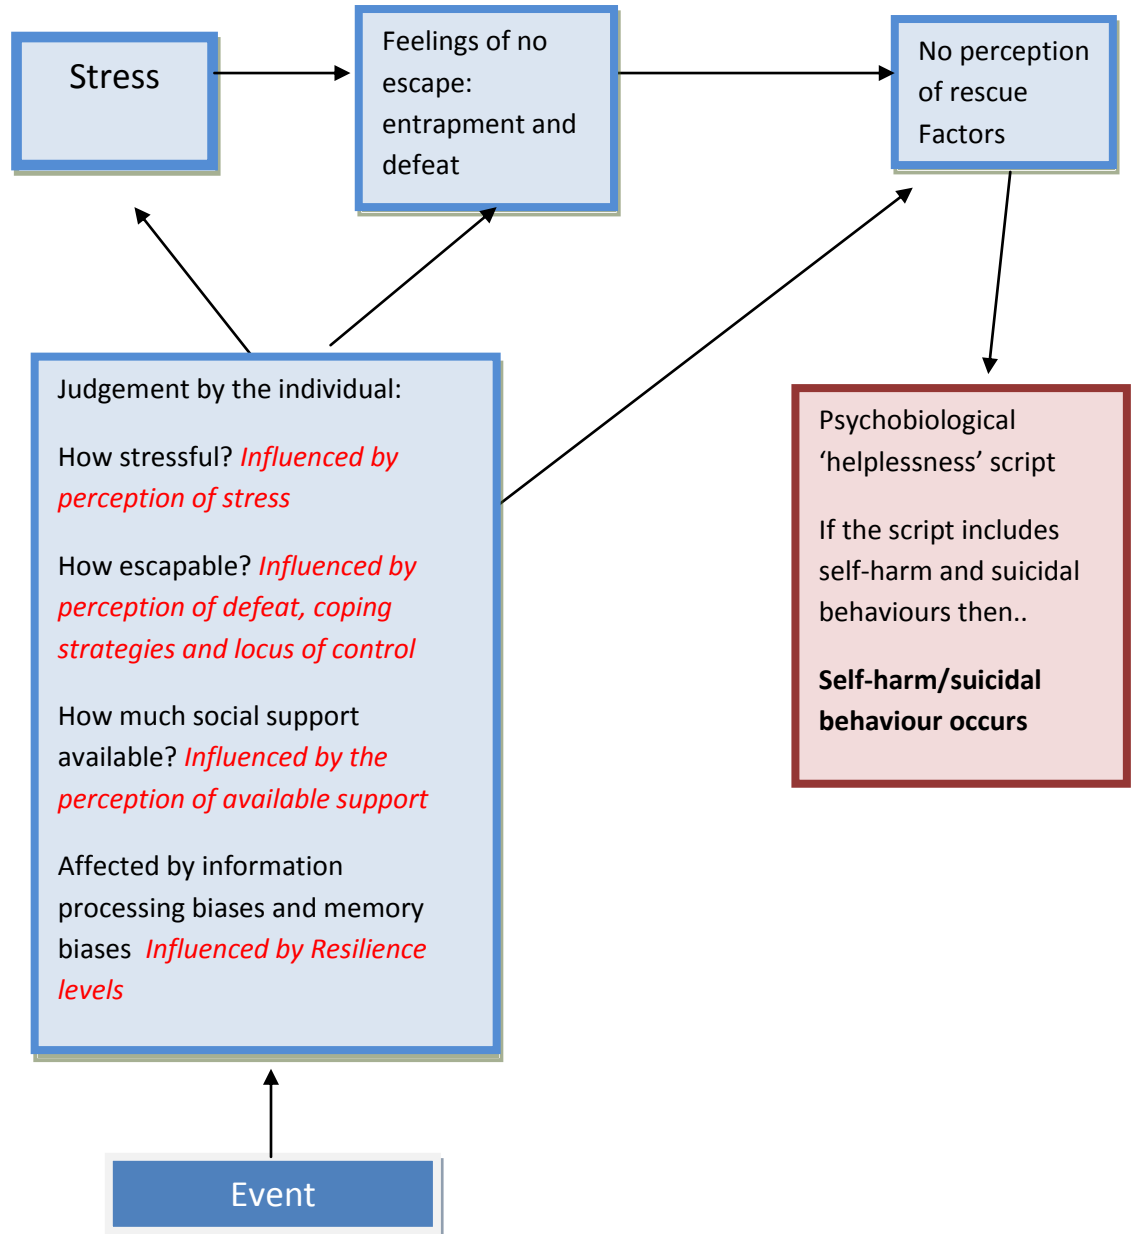 Stress
Feelings of no
escape:
entrapment and
defeat
No perception
of rescue
Factors
Judgement by the individual:
How stressful? Influenced by
perception of stress
How escapable? Influenced by
perception of defeat, coping
strategies and locus of control
How much social support
available? Influenced by the
perception of available support
Affected by information
processing biases and memory
biases  Influenced by Resilience
levels
Psychobiological
‘helplessness’ script
If the script includes
self-harm and suicidal
behaviours then..
Self-harm/suicidal
behaviour occurs
Event